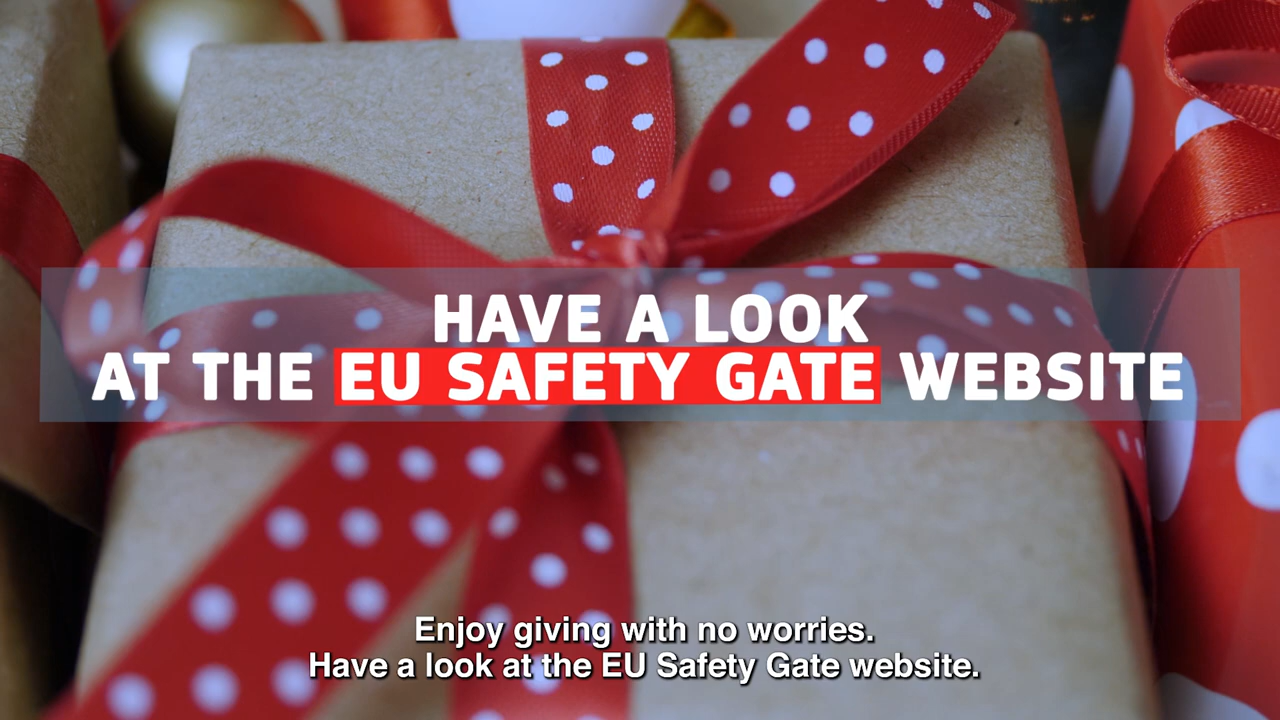 HAVE A LOOK
AT THE EU SAFETY GATE WEBSITE
Enjoy giving with no worries.
Have a look at the EU Safety Gate website.